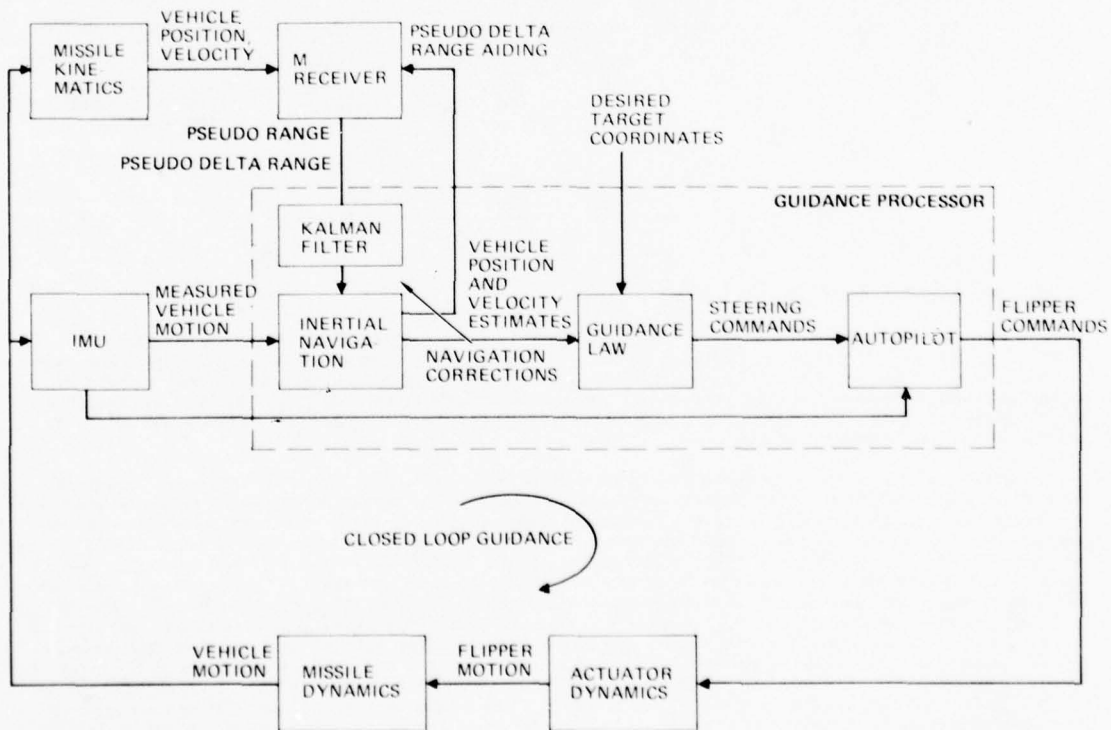 VEHICLE
POSITION,
VELOCITY
MISSILE
KINE-
MATICS
M
RECEIVER
PSEUDO DELTA
RANGE AIDING
PSEUDO RANGE
PSEUDO DELTA RANGE
DESIRED
TARGET
COORDINATES
GUIDANCE PROCESSOR
KALMAN
FILTER
VEHICLE
POSITION
AND
VELOCITY
ESTIMATES
MEASURED
VEHICLE
MOTION
IMU
INERTIAL
NAVIGA-
TION
NAVIGATION
CORRECTIONS
GUIDANCE
LAW
STEERING
COMMANDS
AUTOPILOT
FLIPPER
COMMANDS
CLOSED LOOP GUIDANCE
VEHICLE
MOTION
MISSILE
DYNAMICS
FLIPPER
MOTION
ACTUATOR
DYNAMICS